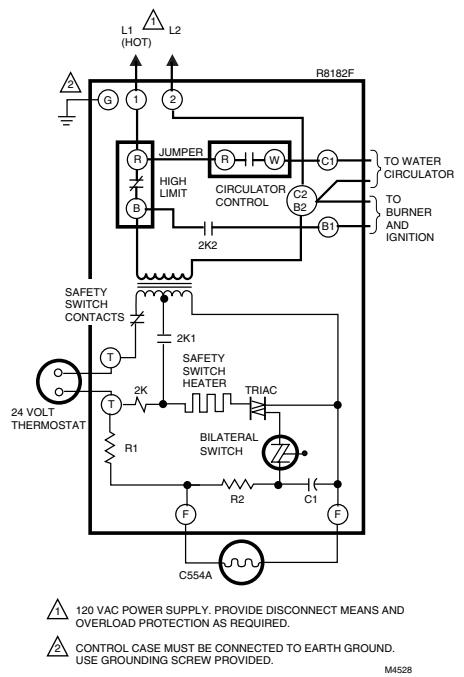 1
L1
(HOT)
L2
R8182F
2
G
1
2
R
JUMPER
R
W
C1
TO WATER
CIRCULATOR
HIGH
LIMIT
CIRCULATOR
CONTROL
C2
B2
TO
BURNER
AND
IGNITION
B
2K2
B1
SAFETY
SWITCH
CONTACTS
2K1
T
SAFETY
SWITCH
HEATER
TRIAC
2K
T
24 VOLT
THERMOSTAT
R1
BILATERAL
SWITCH
R2
C1
F
F
C554A
1 120 VAC POWER SUPPLY. PROVIDE DISCONNECT MEANS AND
OVERLOAD PROTECTION AS REQUIRED.
2 CONTROL CASE MUST BE CONNECTED TO EARTH GROUND.
USE GROUNDING SCREW PROVIDED.
M4528